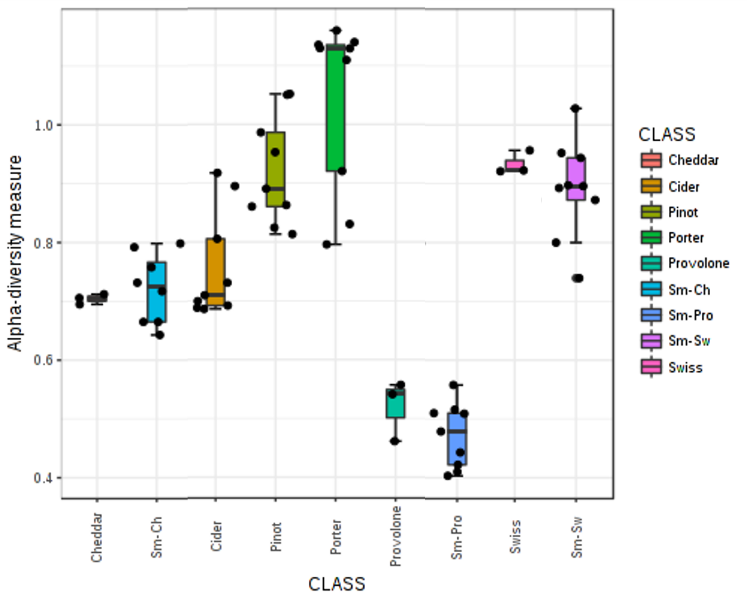 Alpha-diversity measure
1.0
0.8
0.6
0.4
Cheddar
Sm-Ch
Cider
Pinot
Porter
Provolone
Sm-Pro
Swiss
Sm-Sw
CLASS
CLASS
Cheddar
Cider
Pinot
Porter
Provolone
Sm-Ch
Sm-Pro
Sm-Sw
Swiss